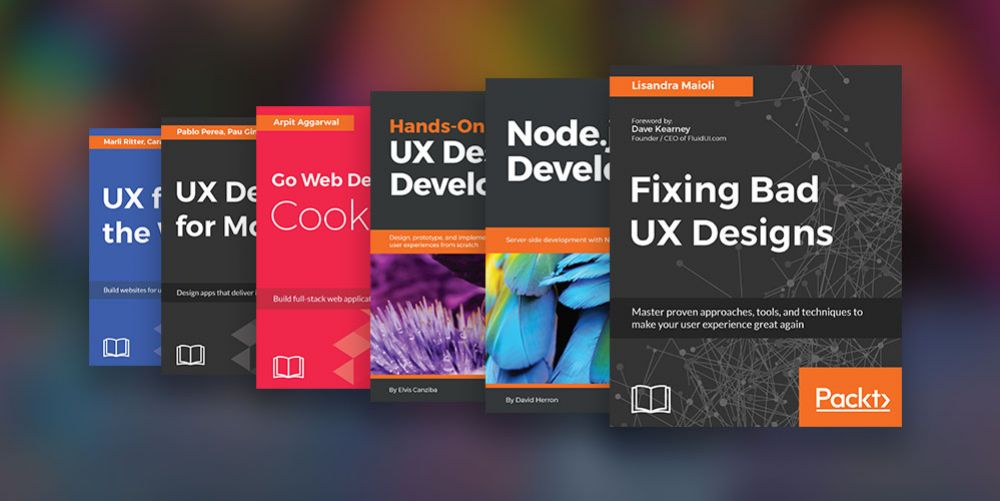 Marli Ritter, Car
UX f
the
Build websites for u
Pablo Perea, Pau Gin
UX De
for Mo
Design apps that deliver
Arpit Aggarwal
Go Web De
Cook
Build full-stack web applicat
Hands-On
UX Des
Develo
Design, prototype, and impleme
user experiences from scratch
By Elvis Canziba
Node.j
Develo
Server-side development with N
By David Herron
Lisandra Maioli
Foreword by:
Dave Kearney
Founder / CEO of FluidUI.com
Fixing Bad
UX Designs
Master proven approaches, tools, and techniques to
make your user experience great again
Packt>